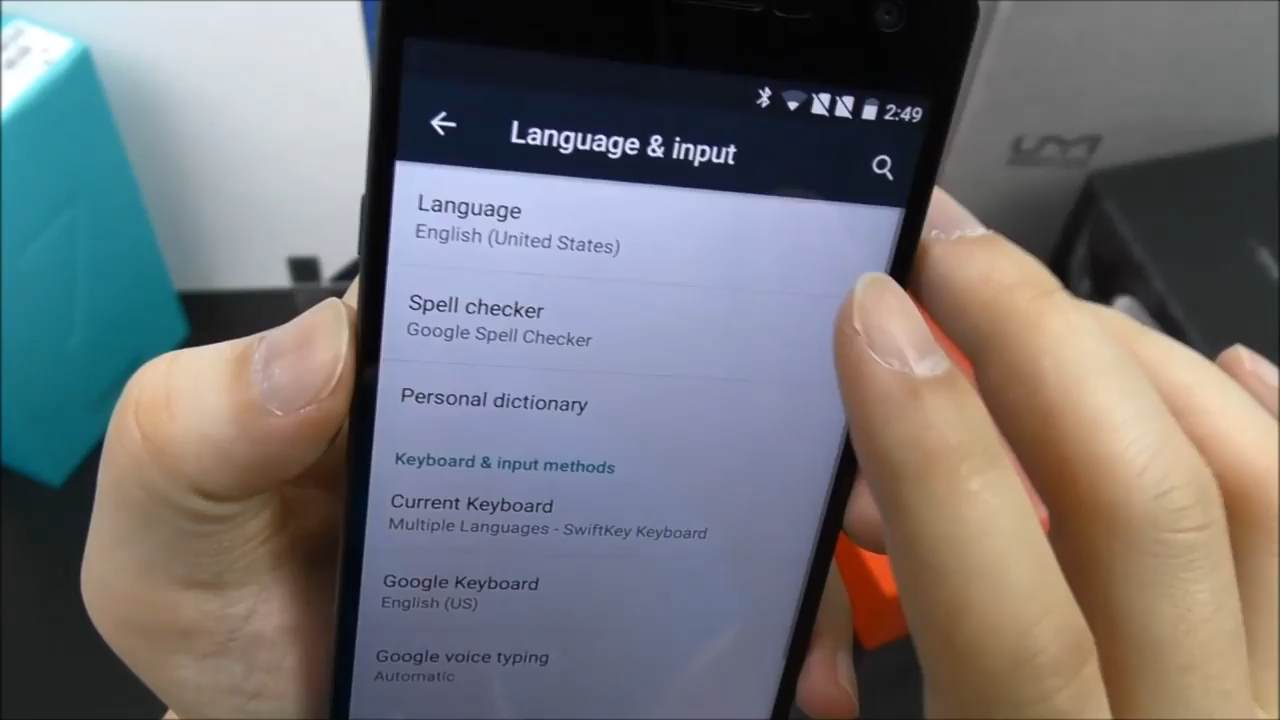 2:49
Language & input
Language
English (United States)
Spell checker
Google Spell Checker
Personal dictionary
Keyboard & input methods
Current Keyboard
Multiple Languages - SwiftKey Keyboard
Google Keyboard
English (US)
Google voice typing
Automatic
UMI